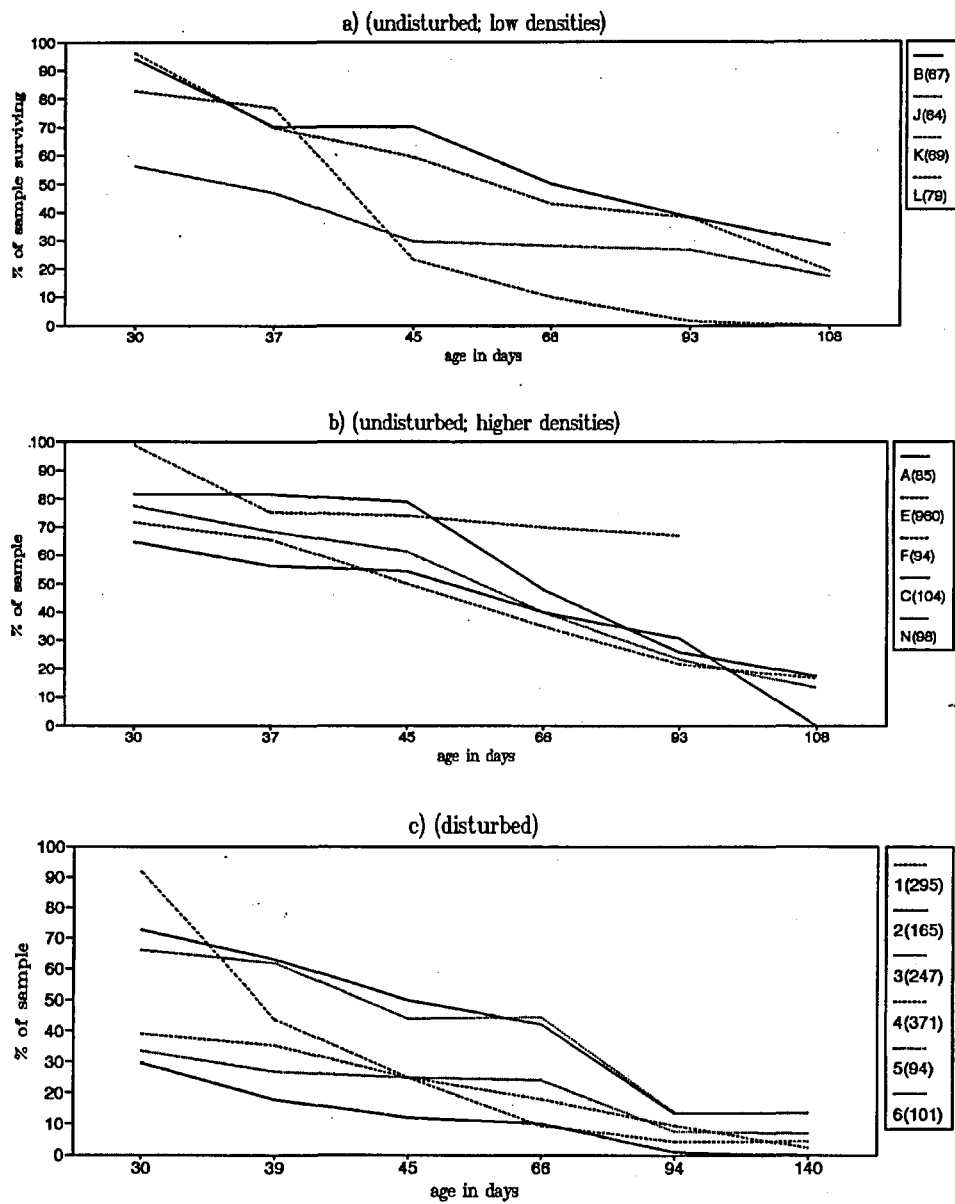 a) (undisturbed; low densities)
100
90
80
70
60
50
40
30
20
10
0
% of sample surviving
30 37 45 66 93 108
age in days
B(67)
J(64)
K(69)
L(79)
b) (undisturbed; higher densities)
100
90
80
70
60
50
40
30
20
10
0
% of sample
30 37 45 66 93 108
age in days
A(85)
E(960)
F(94)
C(104)
N(98)
c) (disturbed)
100
90
80
70
60
50
40
30
20
10
0
% of sample
30 39 45 66 94 140
age in days
1(295)
2(165)
3(247)
4(371)
5(94)
6(101)